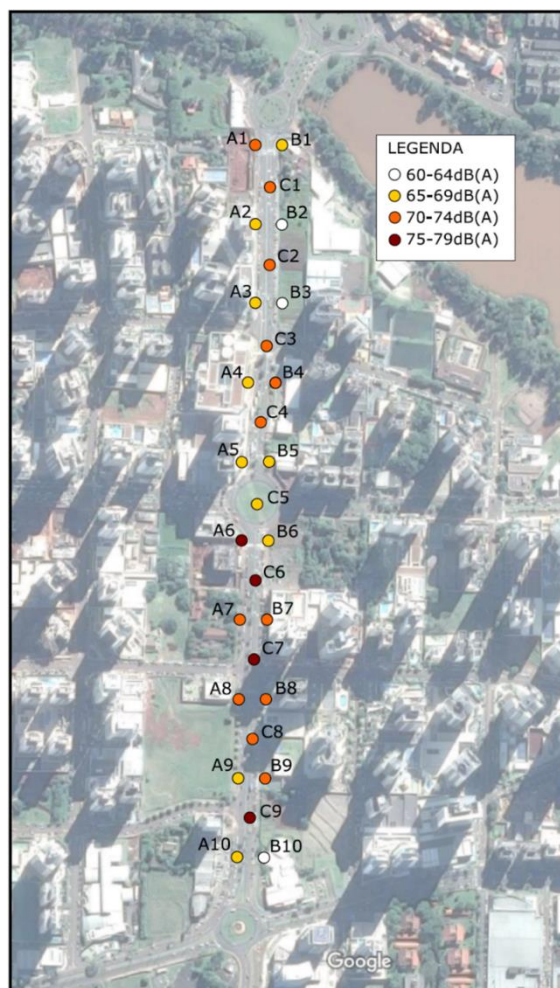 A1 B1
LEGENDA
60-64dB(A)
65-69dB(A)
70-74dB(A)
75-79dB(A)
C1
A2 B2
C2
A3 B3
C3
A4 B4
C4
A5 B5
C5
A6 B6
C6
A7 B7
C7
A8 B8
C8
A9 B9
C9
A10 B10
Google